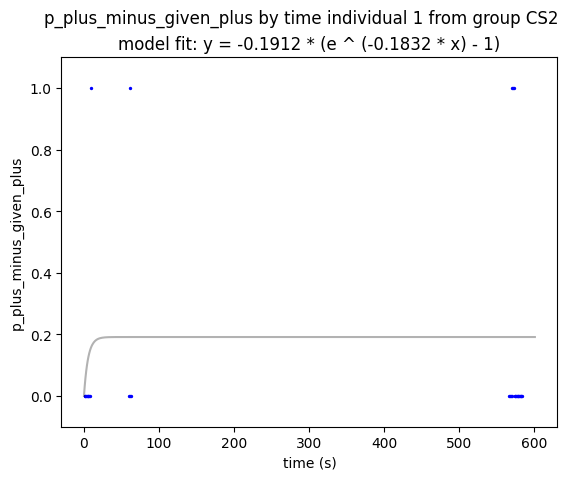 p_plus_minus_given_plus by time individual 1 from group CS2
model fit: y = -0.1912 * (e ^ (-0.1832 * x) - 1)
p_plus_minus_given_plus
1.0
0.8
0.6
0.4
0.2
0.0
0 100 200 300 400 500 600
time (s)